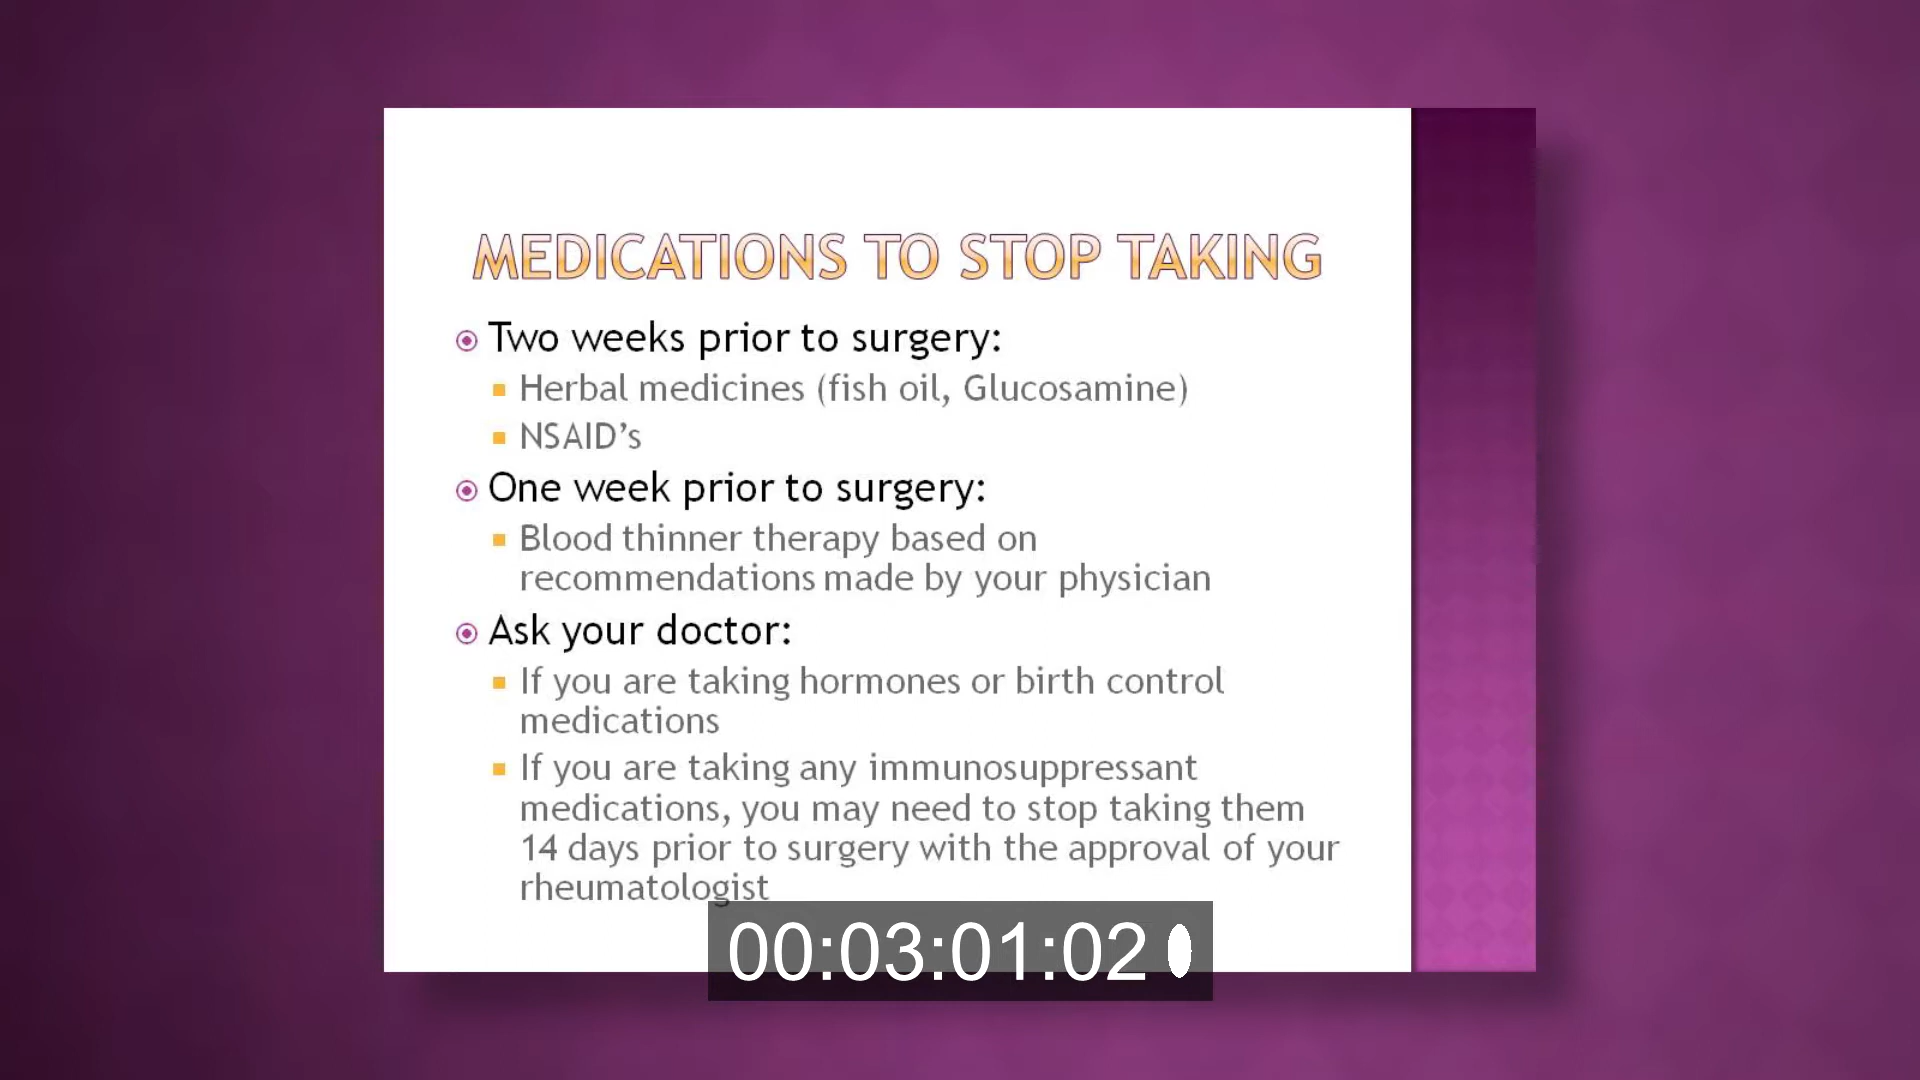 MEDICATIONS TO STOP TAKING
Two weeks prior to surgery:
Herbal medicines (fish oil, Glucosamine)
NSAID's
One week prior to surgery:
Blood thinner therapy based on
recommendations made by your physician
Ask your doctor:
If you are taking hormones or birth control
medications
If you are taking any immunosuppressant
medications, you may need to stop taking them
14 days prior to surgery with the approval of your
rheumatologist
00:03:01:02